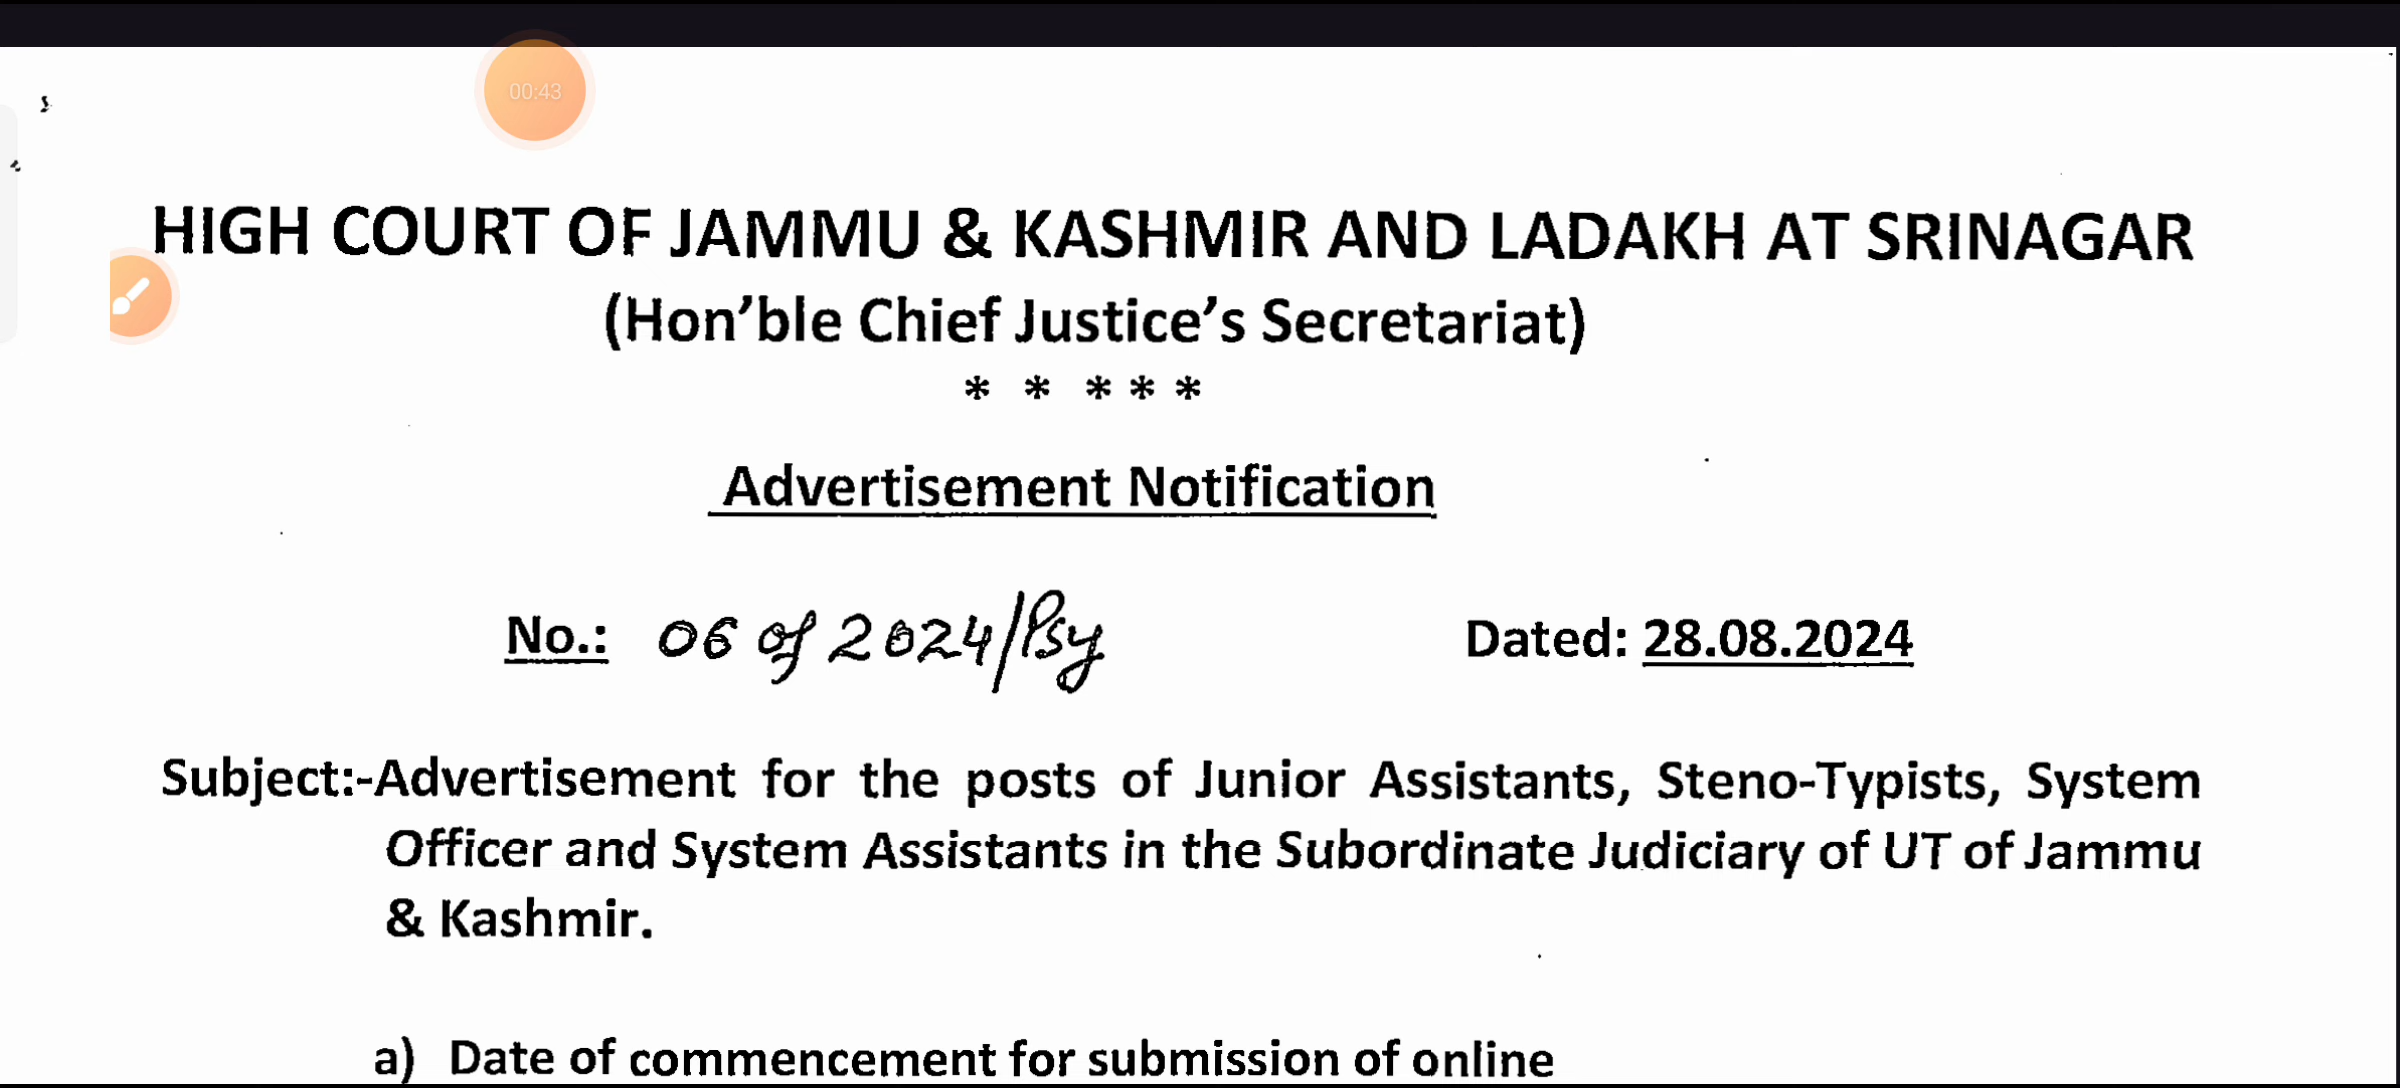 00:43
HIGH COURT OF JAMMU & KASHMIR AND LADAKH AT SRINAGAR
(Hon’ble Chief Justice’s Secretariat)
* * * * *
Advertisement Notification
No.: 06 of 2024/Psy Dated: 28.08.2024
Subject:-Advertisement for the posts of Junior Assistants, Steno-Typists, System
Officer and System Assistants in the Subordinate Judiciary of UT of Jammu
& Kashmir.
a) Date of commencement for submission of online